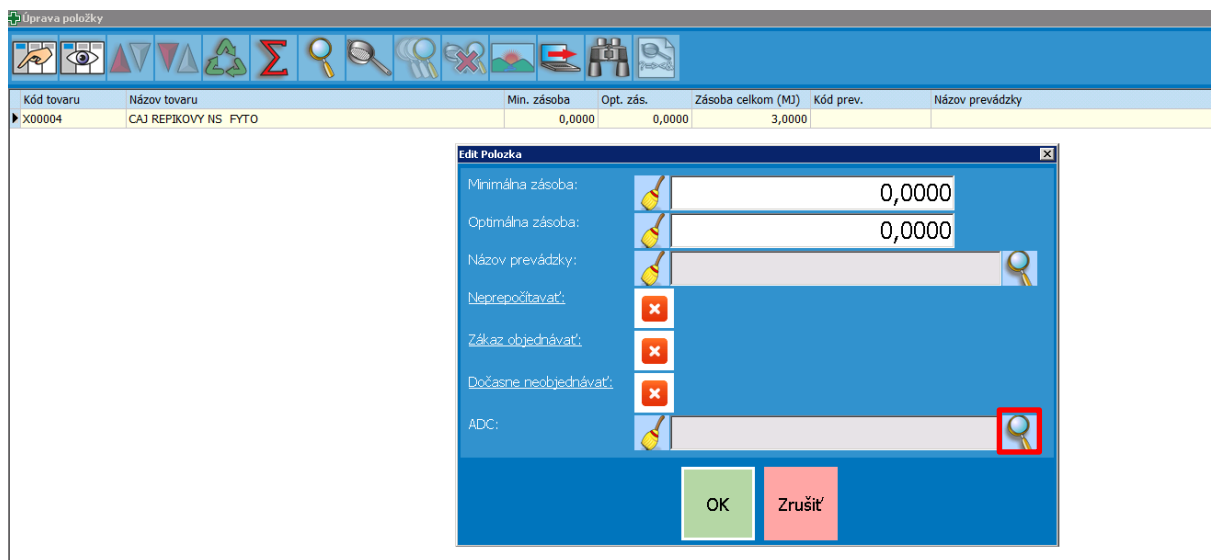 Úprava položky
Kód tovaru Názov tovaru Min. zásoba Opt. zás. Zásoba celkom (MJ) Kód prev. Názov prevádzky
X00004 CAJ REPIKOVY NS FYTO 0,0000 0,0000 3,0000
Edit Polozka
Minimálna zásoba: 0,0000
Optimálna zásoba: 0,0000
Názov prevádzky:
Neprepočítavať:
Zákaz objednávať:
Dočasne neobjednávať:
ADC:
OK Zrušiť